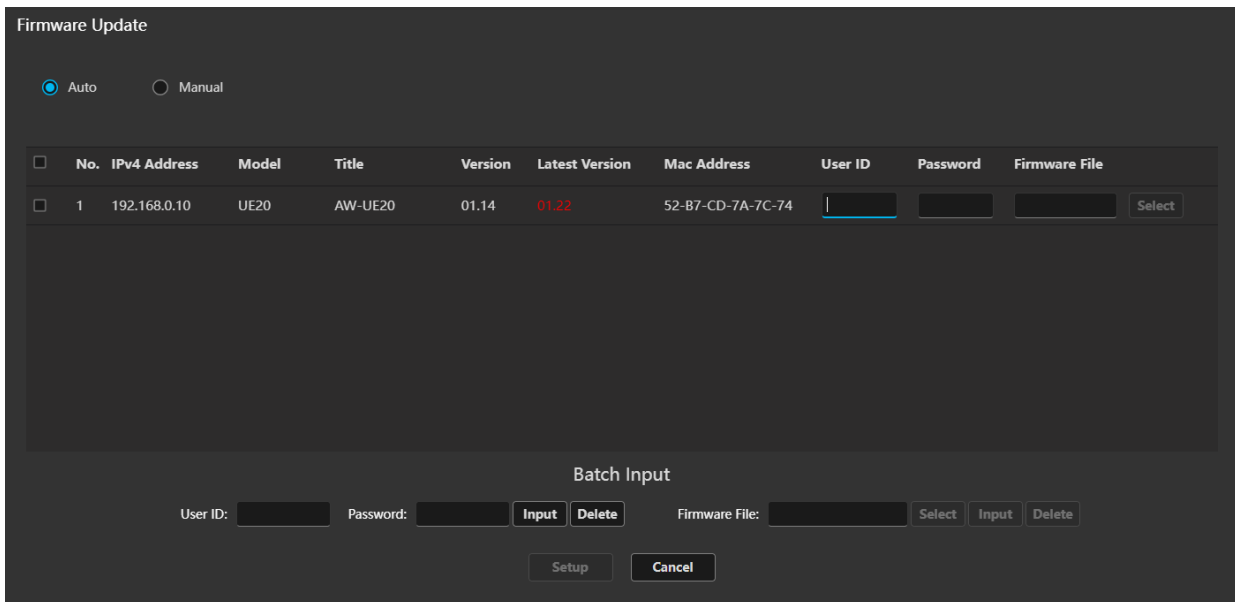 Firmware Update
Auto Manual
No. IPv4 Address Model Title Version Latest Version Mac Address User ID Password Firmware File
1 192.168.0.10 UE20 AW-UE20 01.14 01.22 52-B7-CD-7A-7C-74 Select
Batch Input
User ID: Password: Input Delete Firmware File: Select Input Delete
Setup Cancel